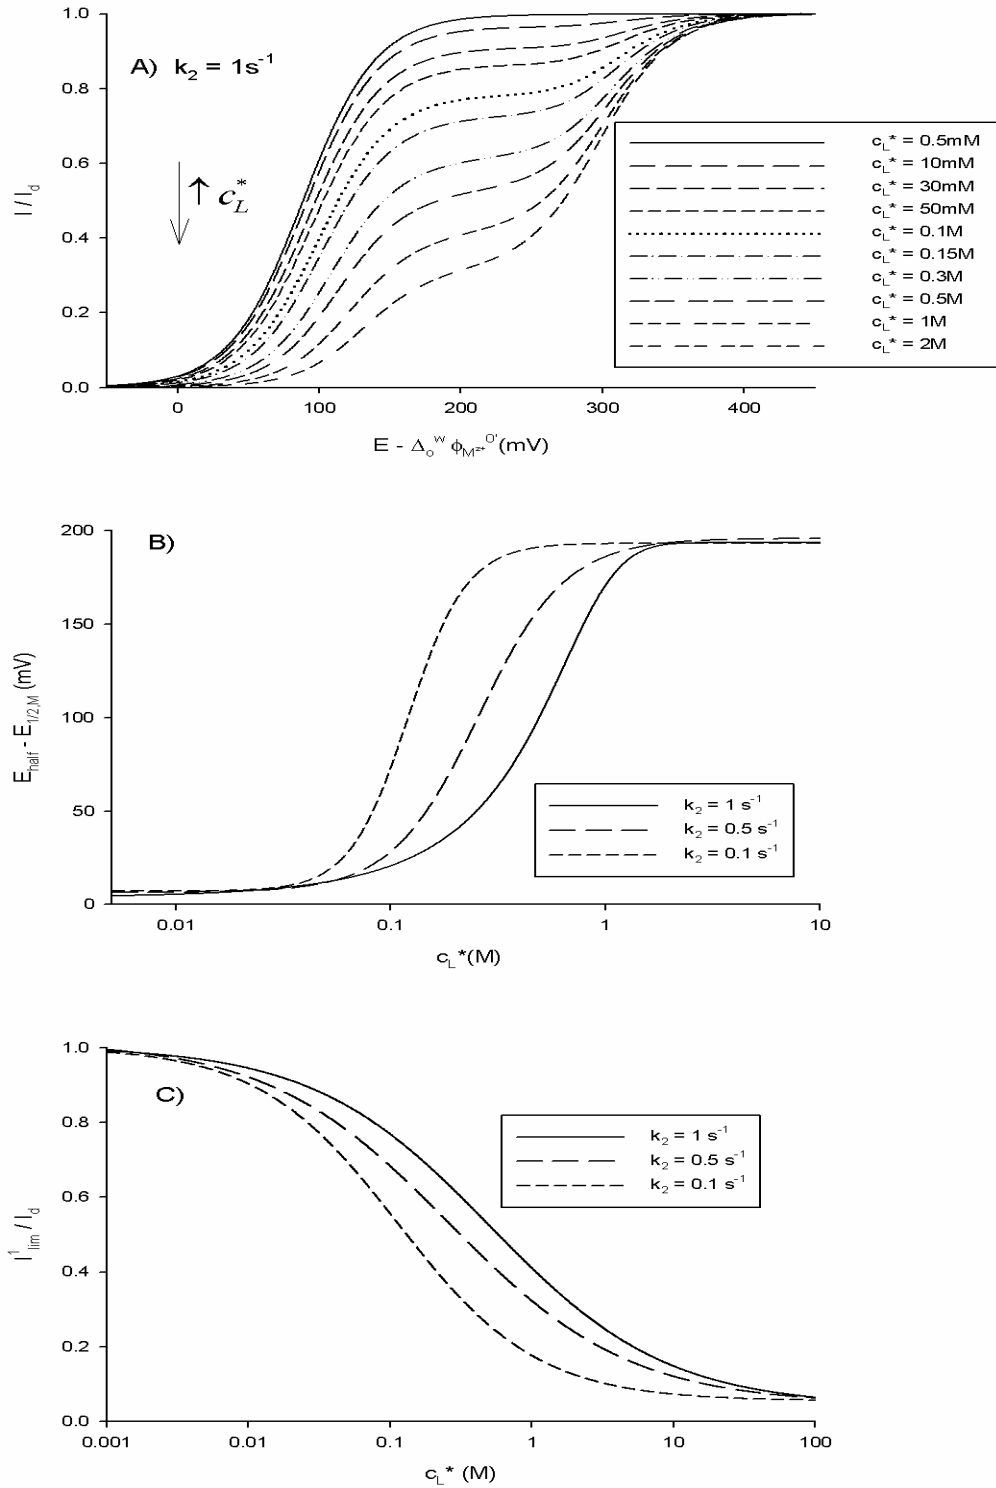 A) k₂ = 1s⁻¹
↑ c_L*
I / I_d
1.0
0.8
0.6
0.4
0.2
0.0
0 100 200 300 400
E - Δₒʷ ϕ_M^z+ ^0' (mV)
c_L* = 0.5mM
c_L* = 10mM
c_L* = 30mM
c_L* = 50mM
c_L* = 0.1M
c_L* = 0.15M
c_L* = 0.3M
c_L* = 0.5M
c_L* = 1M
c_L* = 2M
B)
E_half - E_1/2,M (mV)
200
150
100
50
0
0.01 0.1 1 10
c_L*(M)
k₂ = 1 s⁻¹
k₂ = 0.5 s⁻¹
k₂ = 0.1 s⁻¹
C)
I¹_lim / I_d
1.0
0.8
0.6
0.4
0.2
0.0
0.001 0.01 0.1 1 10 100
c_L* (M)
k₂ = 1 s⁻¹
k₂ = 0.5 s⁻¹
k₂ = 0.1 s⁻¹